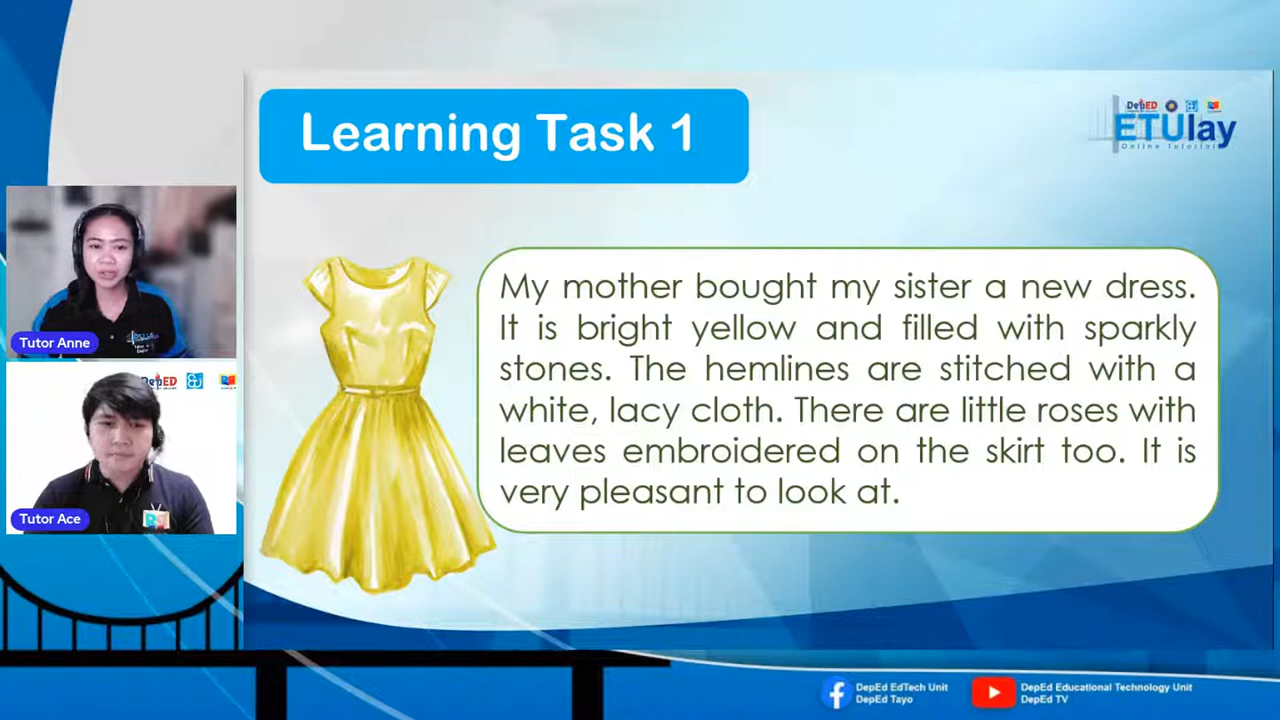 Learning Task 1
DepED
ETUlay
Online Tutorial
My mother bought my sister a new dress.
It is bright yellow and filled with sparkly
stones. The hemlines are stitched with a
white, lacy cloth. There are little roses with
leaves embroidered on the skirt too. It is
very pleasant to look at.
Tutor Anne
DepED
Tutor Ace
DepEd EdTech Unit
DepEd Tayo
DepEd Educational Technology Unit
DepEd TV